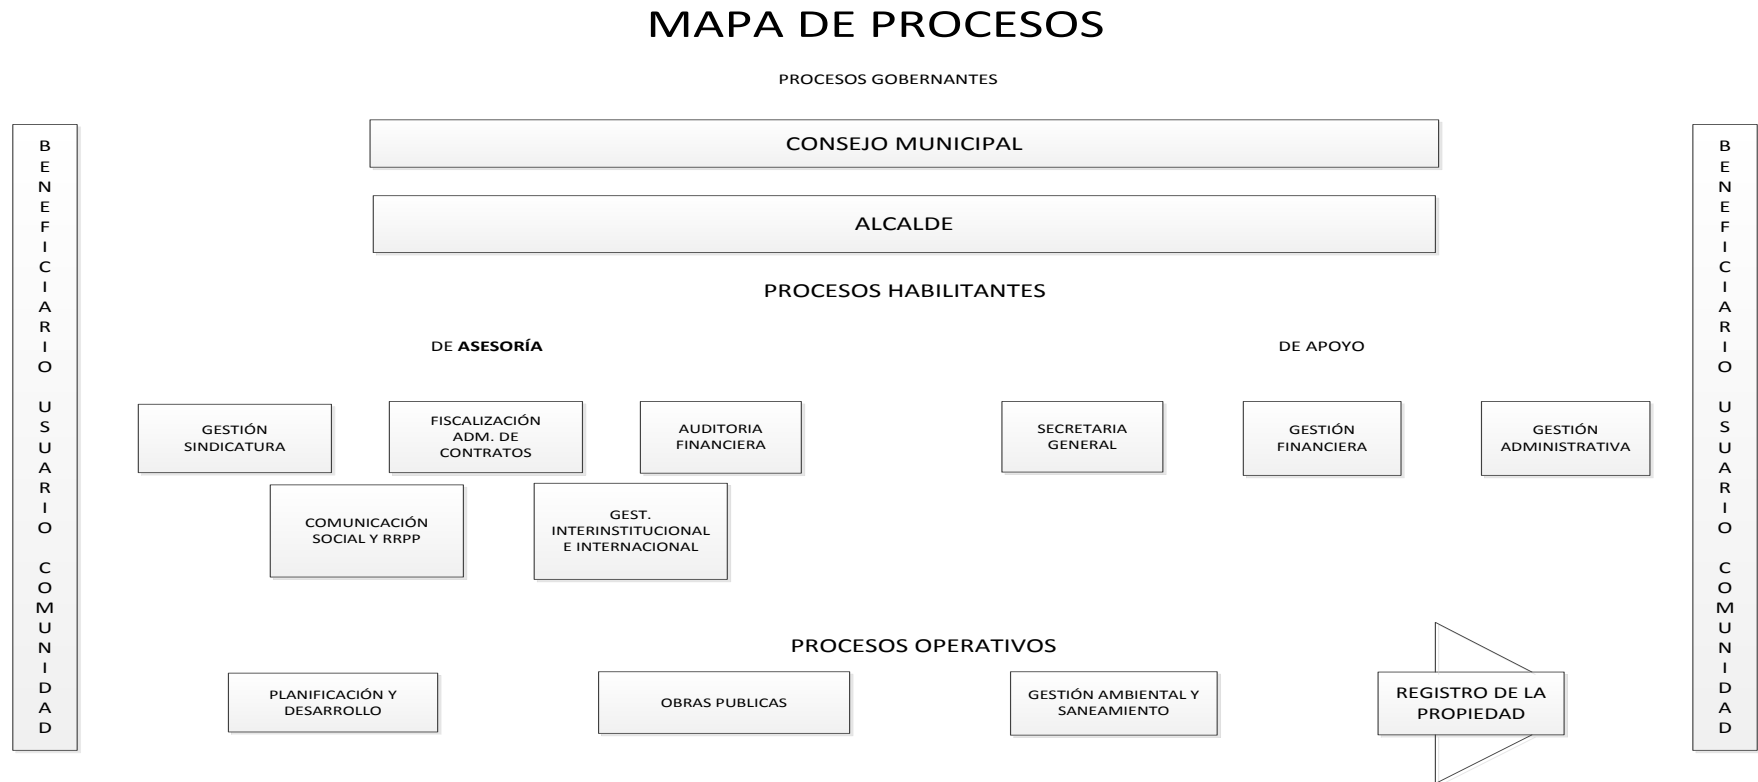 MAPA DE PROCESOS
PROCESOS GOBERNANTES
BENEFICIARIO USUARIO COMUNIDAD
CONSEJO MUNICIPAL
ALCALDE
PROCESOS HABILITANTES
DE ASESORÍA
DE APOYO
GESTIÓN
SINDICATURA
FISCALIZACIÓN
ADM. DE
CONTRATOS
AUDITORIA
FINANCIERA
SECRETARIA
GENERAL
GESTIÓN
FINANCIERA
GESTIÓN
ADMINISTRATIVA
COMUNICACIÓN
SOCIAL Y RRPP
GEST.
INTERINSTITUCIONAL
E INTERNACIONAL
PROCESOS OPERATIVOS
PLANIFICACIÓN Y
DESARROLLO
OBRAS PUBLICAS
GESTIÓN AMBIENTAL Y
SANEAMIENTO
REGISTRO DE LA
PROPIEDAD
BENEFICIARIO USUARIO COMUNIDAD